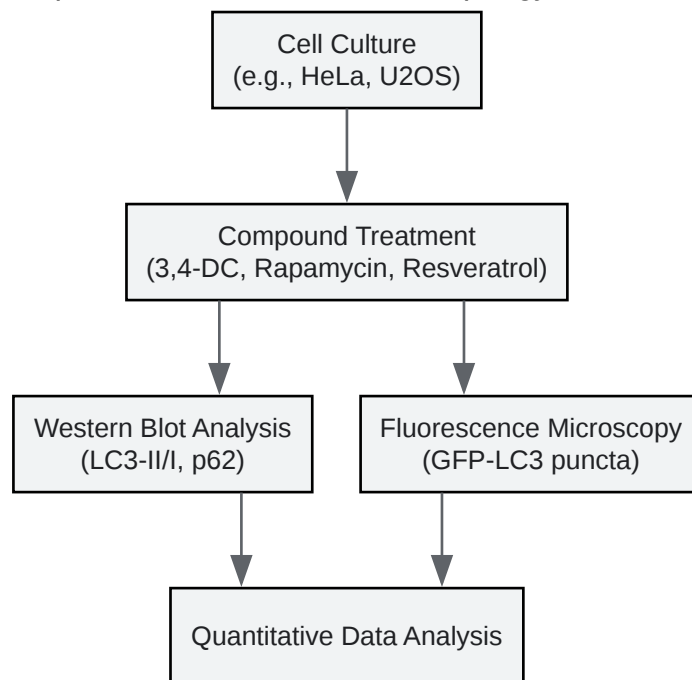 Cell Culture
(e.g., HeLa, U2OS)
Compound Treatment
(3,4-DC, Rapamycin, Resveratrol)
Western Blot Analysis
(LC3-II/I, p62)
Fluorescence Microscopy
(GFP-LC3 puncta)
Quantitative Data Analysis